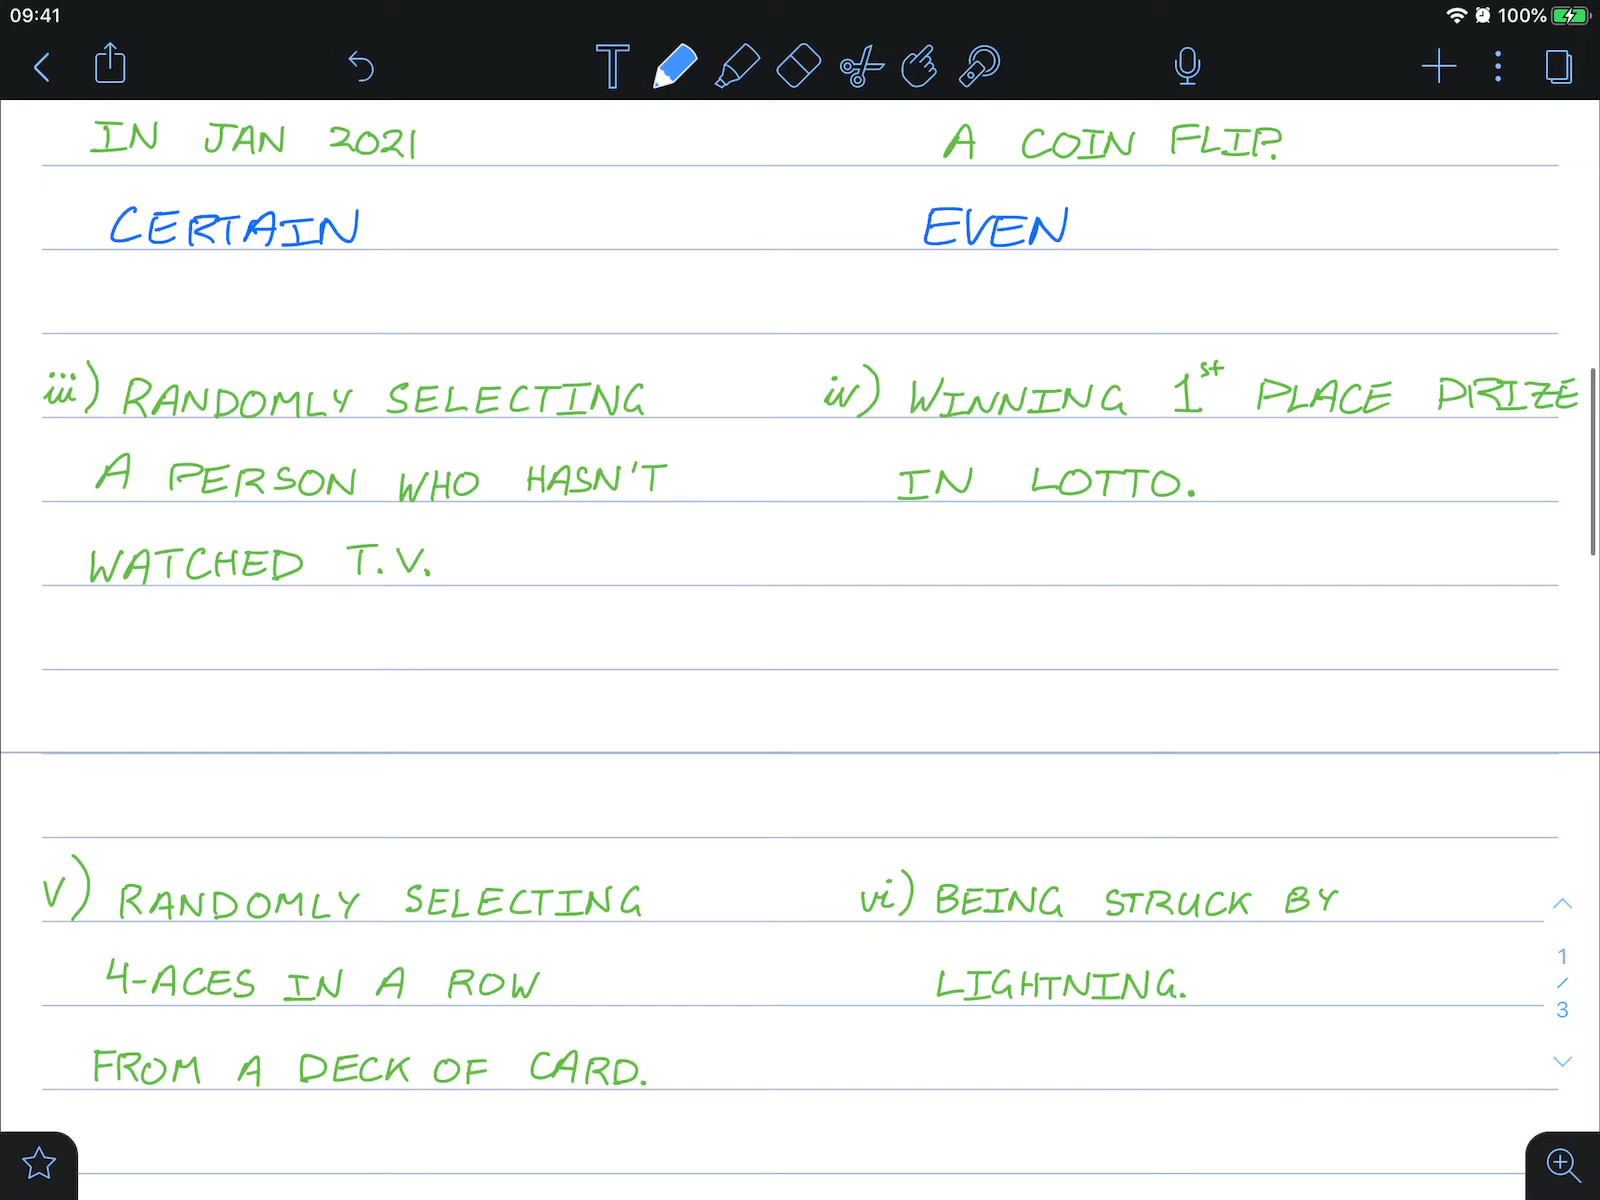 09:41
100%
IN JAN 2021
A COIN FLIP.
CERTAIN
EVEN
iii) RANDOMLY SELECTING
A PERSON WHO HASN'T
WATCHED T.V.
iv) WINNING 1st PLACE PRIZE
IN LOTTO.
v) RANDOMLY SELECTING
4-ACES IN A ROW
FROM A DECK OF CARD.
vi) BEING STRUCK BY
LIGHTNING.
1
/
3